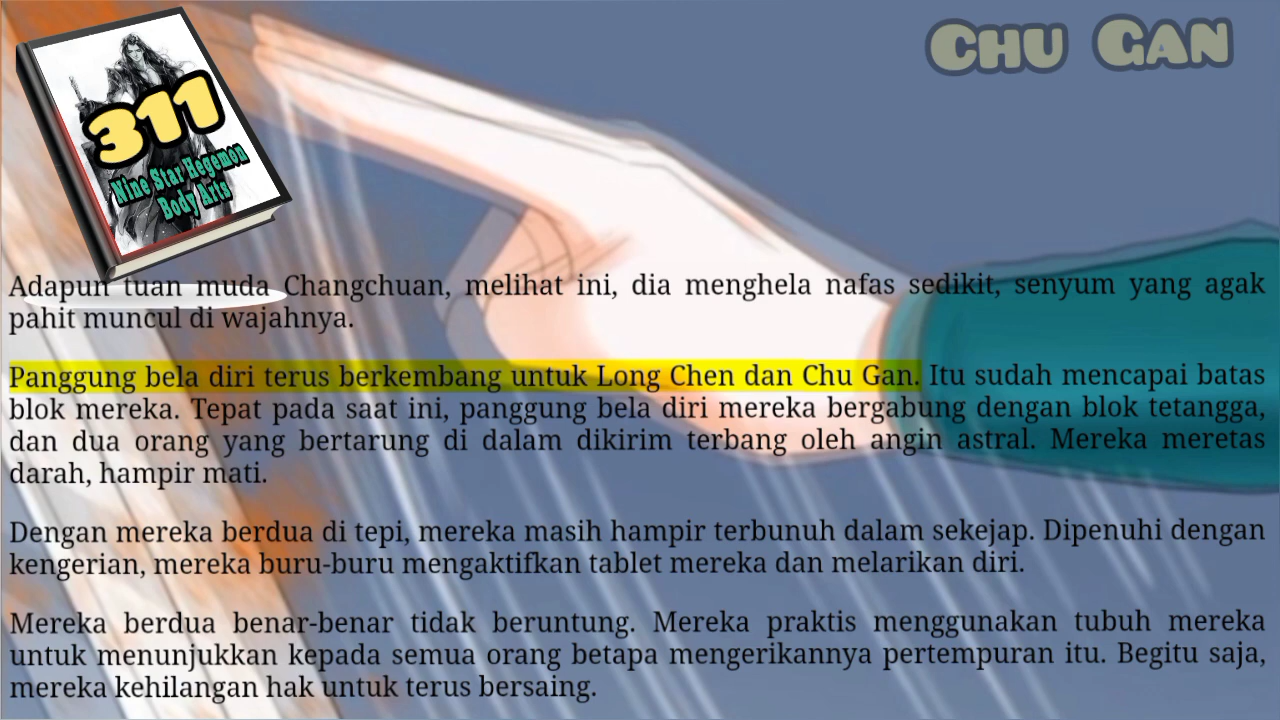 Chu Gan
311
Nine Star Hegemon
Body Arts
Adapun tuan muda Changchuan, melihat ini, dia menghela nafas sedikit, senyum yang agak
pahit muncul di wajahnya.
Panggung bela diri terus berkembang untuk Long Chen dan Chu Gan. Itu sudah mencapai batas
blok mereka. Tepat pada saat ini, panggung bela diri mereka bergabung dengan blok tetangga,
dan dua orang yang bertarung di dalam dikirim terbang oleh angin astral. Mereka meretas
darah, hampir mati.
Dengan mereka berdua di tepi, mereka masih hampir terbunuh dalam sekejap. Dipenuhi dengan
kengerian, mereka buru-buru mengaktifkan tablet mereka dan melarikan diri.
Mereka berdua benar-benar tidak beruntung. Mereka praktis menggunakan tubuh mereka
untuk menunjukkan kepada semua orang betapa mengerikannya pertempuran itu. Begitu saja,
mereka kehilangan hak untuk terus bersaing.